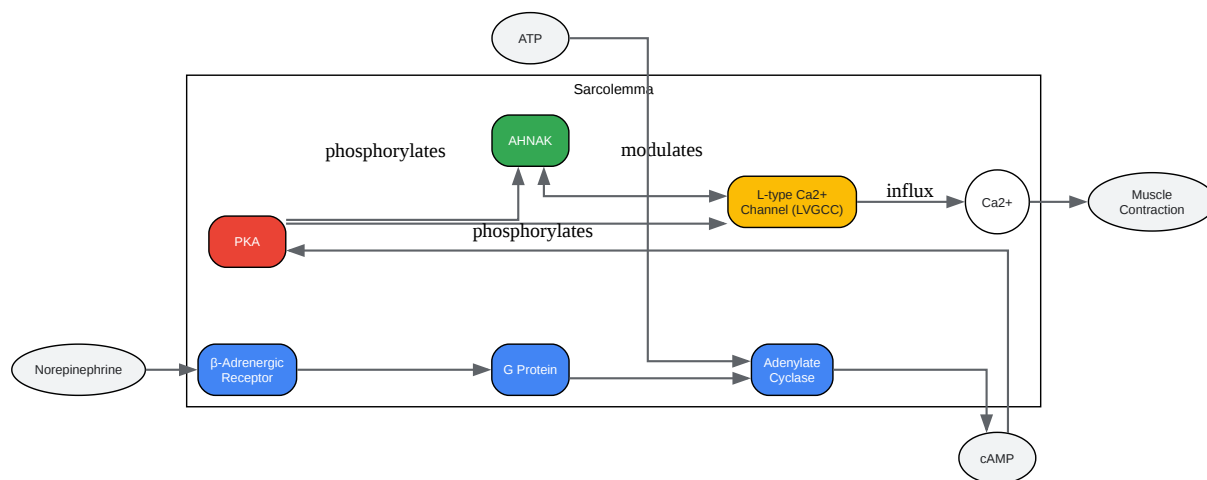 ATP
Sarcolemma
AHNAK
phosphorylates
modulates
L-type Ca2+
Channel (LVGCC)
influx
Ca2+
Muscle
Contraction
PKA
phosphorylates
Norepinephrine
β-Adrenergic
Receptor
G Protein
Adenylate
Cyclase
cAMP